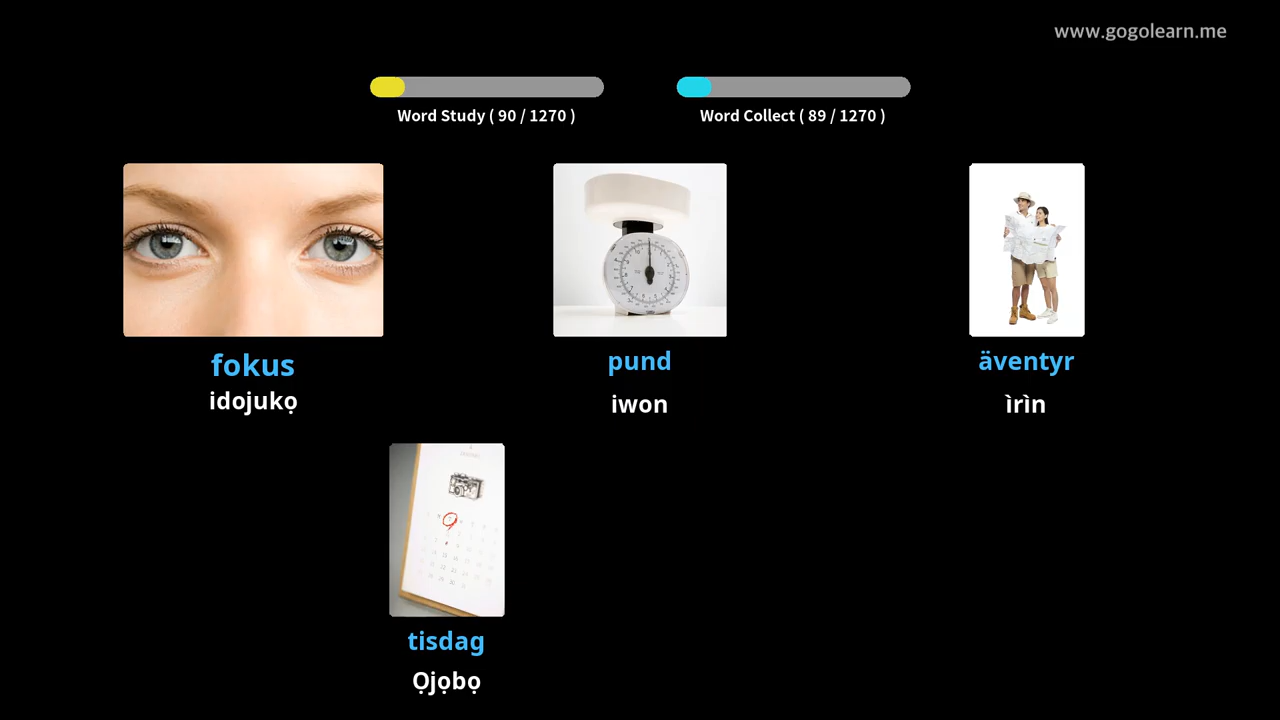 www.gogolearn.me
Word Study ( 90 / 1270 )
Word Collect ( 89 / 1270 )
fokus
idojukọ
pund
iwon
äventyr
ìrìn
tisdag
Ọjọbọ